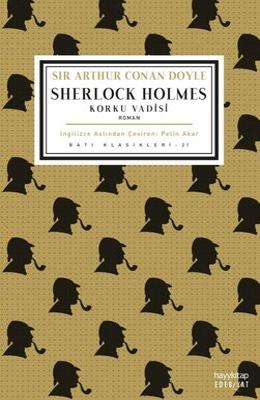 SIR ARTHUR CONAN DOYLE
SHERLOCK HOLMES
KORKU VADİSİ
ROMAN
İngilizce Aslından Çeviren: Pelin Akar
BATI KLASİKLERİ - 21
hayykitap
EDEBİYAT